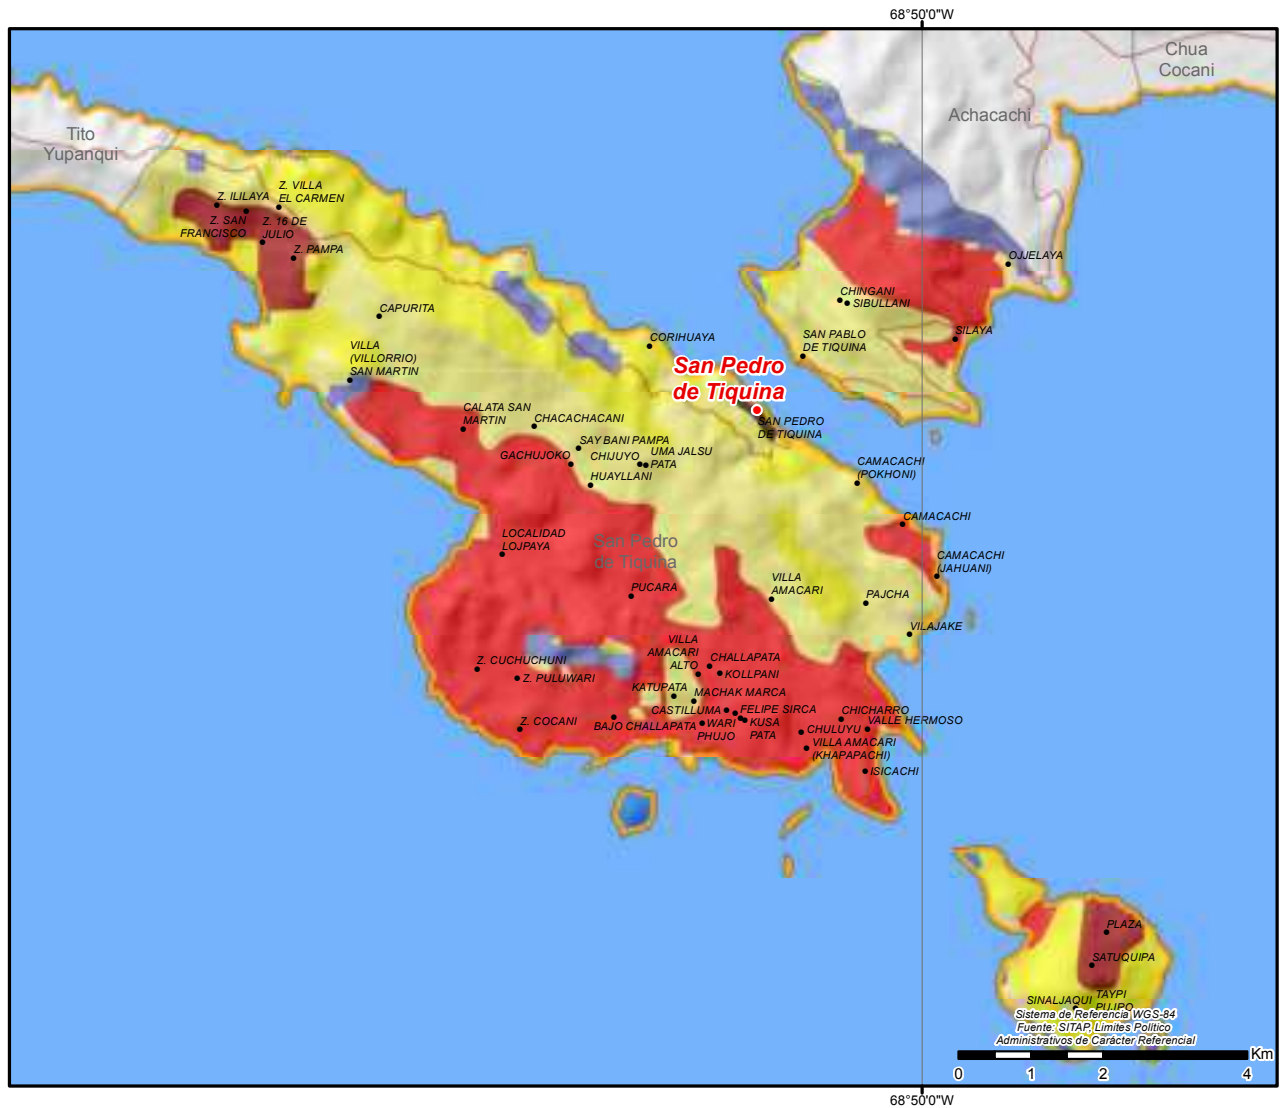 68°50'0"W
Chua
Cocani
Achacachi
Tito
Yupanqui
Z. ILILAYA
Z. VILLA
EL CARMEN
Z. SAN
FRANCISCO
Z. 16 DE
JULIO
Z. PAMPA
OJJELAYA
CHINGANI
SIBULLANI
CAPURITA
CORIHUAYA
SAN PABLO
DE TIQUINA
SILAYA
VILLA
(VILLORRIO)
SAN MARTIN
San Pedro
de Tiquina
SAN PEDRO
DE TIQUINA
CALATA SAN
MARTIN
CHACACHACANI
SAY BANI PAMPA
GACHUJOKO
CHIJUYO
UMA JALSU
PATA
HUAYLLANI
CAMACACHI
(POKHONI)
CAMACACHI
LOCALIDAD
LOJPAYA
San Pedro
de Tiquina
CAMACACHI
(JAHUANI)
PUCARA
VILLA
AMACARI
PAJCHA
VILAJAKE
VILLA
AMACARI
ALTO
CHALLAPATA
KOLLPANI
Z. CUCHUCHUNI
Z. PULUWARI
KATUPATA
MACHAK MARCA
CASTILLUMA
FELIPE SIRCA
CHICHARRO
BAJO CHALLAPATA
WARI
PHUJO
KUSA
PATA
CHULUYU
VALLE HERMOSO
Z. COCANI
VILLA AMACARI
(KHAPAPACHI)
ISICACHI
PLAZA
SATUQUIPA
SINALJAQUI
TAYPI
PUJPO
Sistema de Referencia WGS-84
Fuente: SITAP, Limites Político
Administrativos de Carácter Referencial
Km
0 1 2 4
68°50'0"W